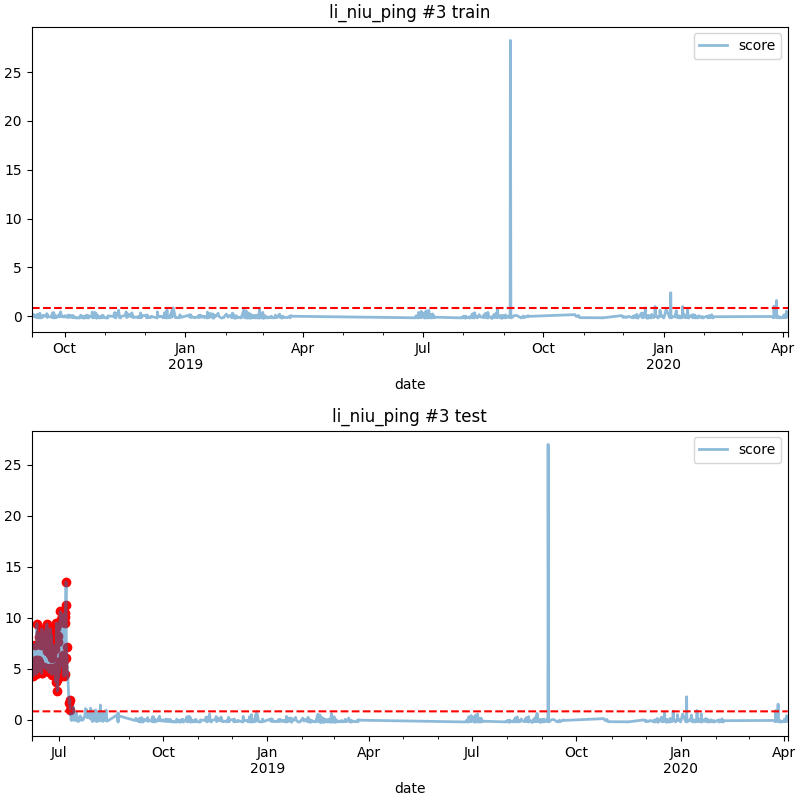 li_niu_ping #3 train
score
25
20
15
10
5
0
Oct Jan Apr Jul Oct Jan Apr
2019 2020
date
li_niu_ping #3 test
score
25
20
15
10
5
0
Jul Oct Jan Apr Jul Oct Jan Apr
2019 2020
date